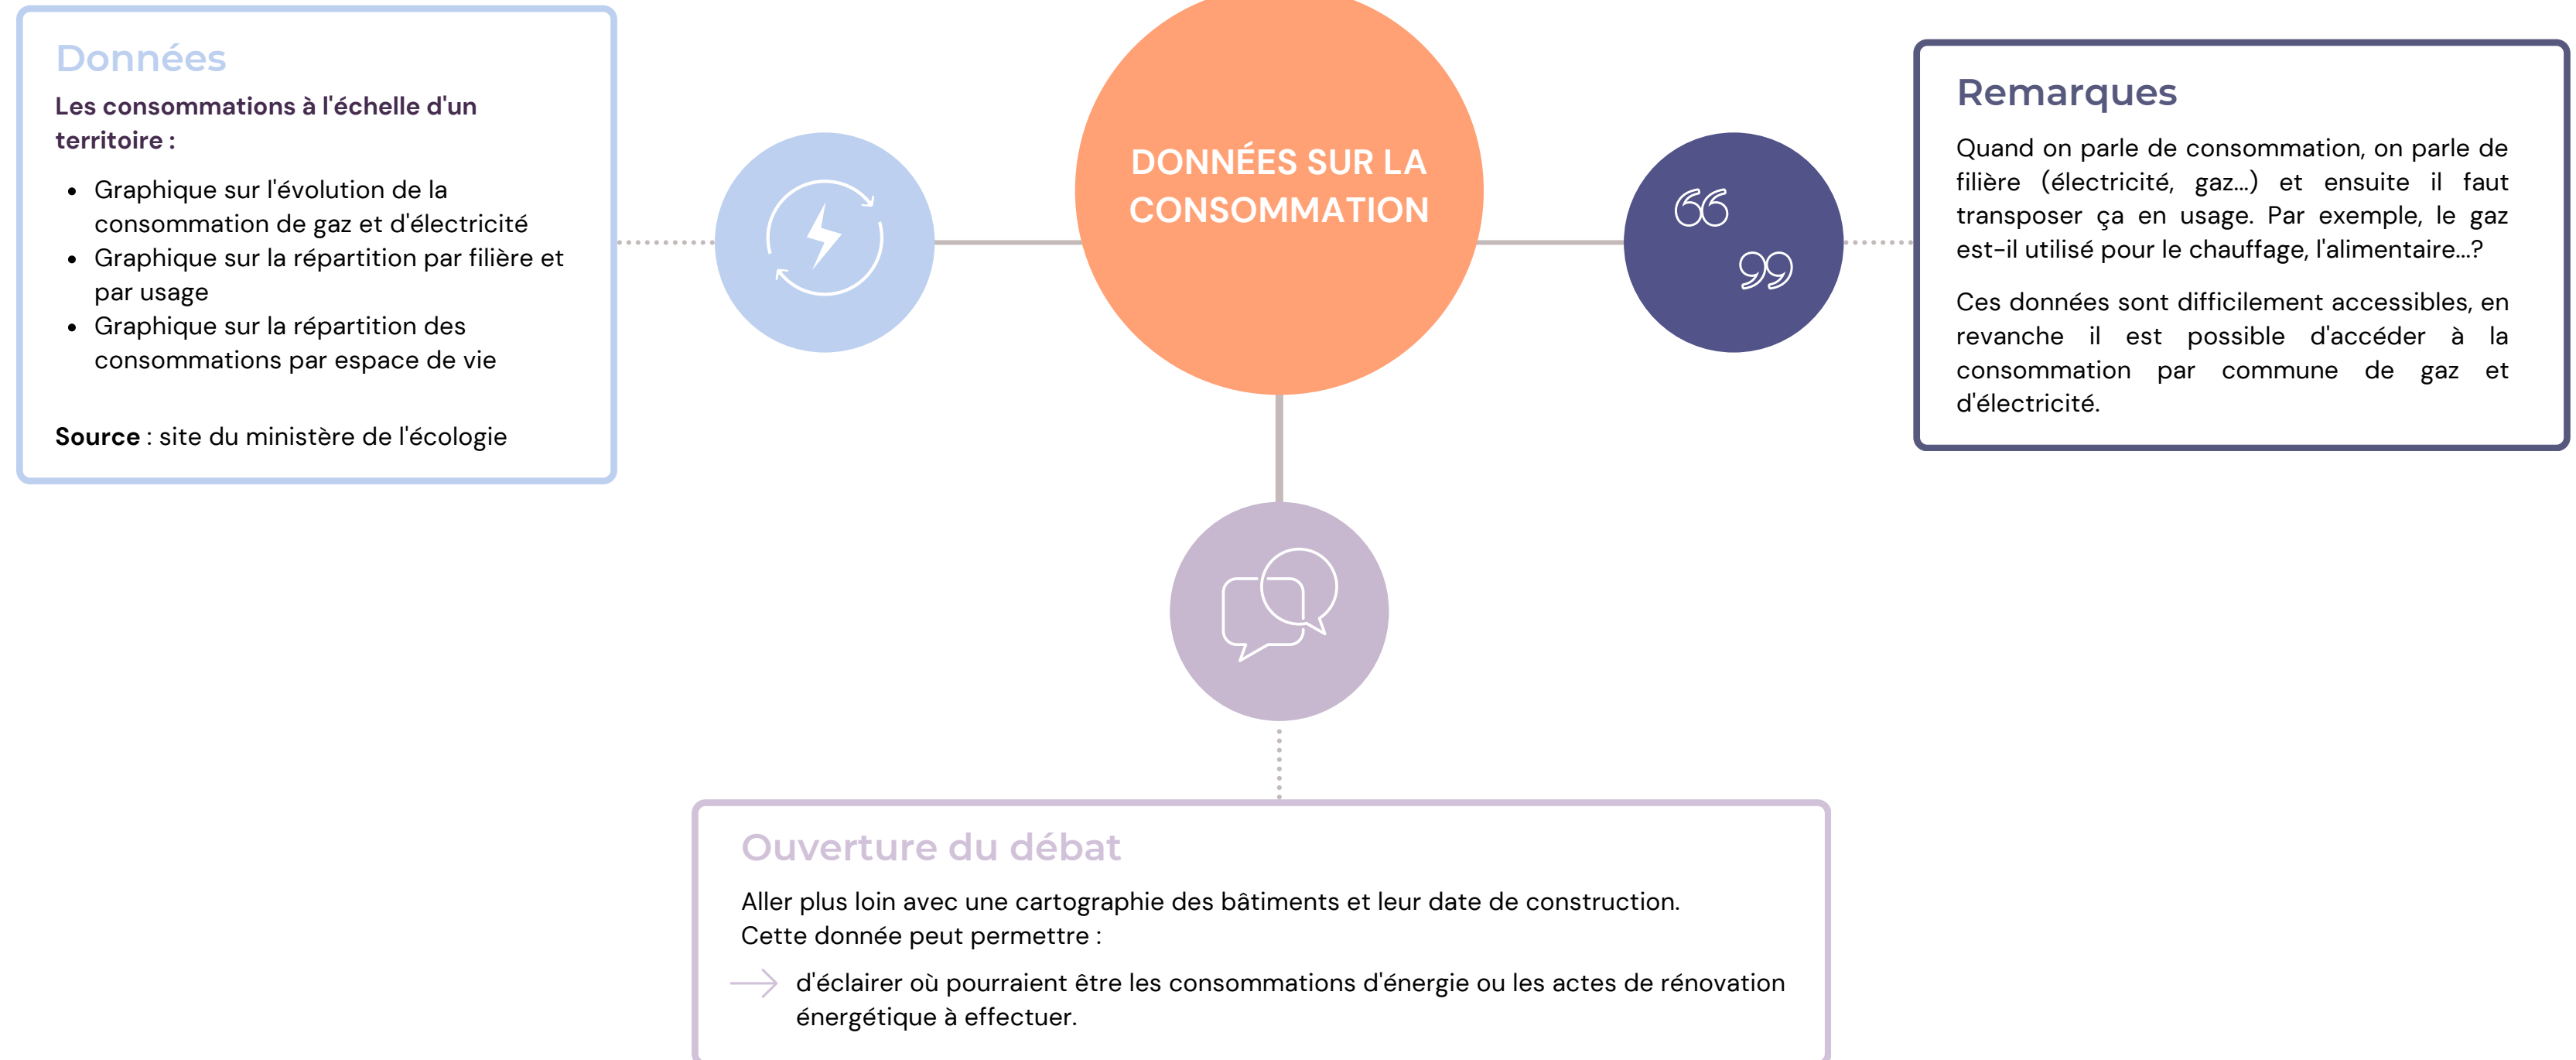 Données
Les consommations à l'échelle d'un
territoire :
• Graphique sur l'évolution de la
consommation de gaz et d'électricité
• Graphique sur la répartition par filière et
par usage
• Graphique sur la répartition des
consommations par espace de vie
Source : site du ministère de l'écologie
DONNÉES SUR LA
CONSOMMATION
Remarques
Quand on parle de consommation, on parle de
filière (électricité, gaz...) et ensuite il faut
transposer ça en usage. Par exemple, le gaz
est-il utilisé pour le chauffage, l'alimentaire...?
Ces données sont difficilement accessibles, en
revanche il est possible d'accéder à la
consommation par commune de gaz et
d'électricité.
Ouverture du débat
Aller plus loin avec une cartographie des bâtiments et leur date de construction.
Cette donnée peut permettre :
d'éclairer où pourraient être les consommations d'énergie ou les actes de rénovation
énergétique à effectuer.